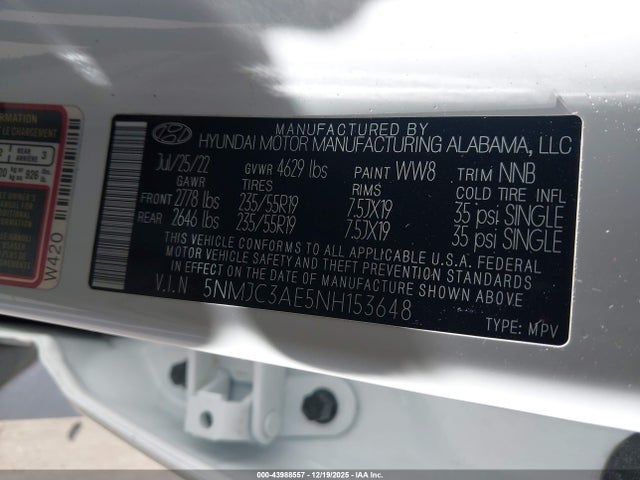 MANUFACTURED BY
HYUNDAI MOTOR MANUFACTURING ALABAMA, LLC
Jul/25/22 GVWR 4629 lbs PAINT WW8 TRIM NNB
GAWR TIRES RIMS COLD TIRE INFL
FRONT 2778 lbs 235/55R19 7.5JX19 35 psi SINGLE
REAR 2646 lbs 235/55R19 7.5JX19 35 psi SINGLE
THIS VEHICLE CONFORMS TO ALL APPLICABLE U.S.A. FEDERAL
MOTOR VEHICLE SAFETY AND THEFT PREVENTION STANDARDS
IN EFFECT ON THE DATE OF MANUFACTURE SHOWN ABOVE.
V.I.N 5NMJC3AE5NH153648
TYPE: MPV
REAR 3
ARRIÈRE
W420
000-43988557 - 12/19/2025 - IAA Inc.